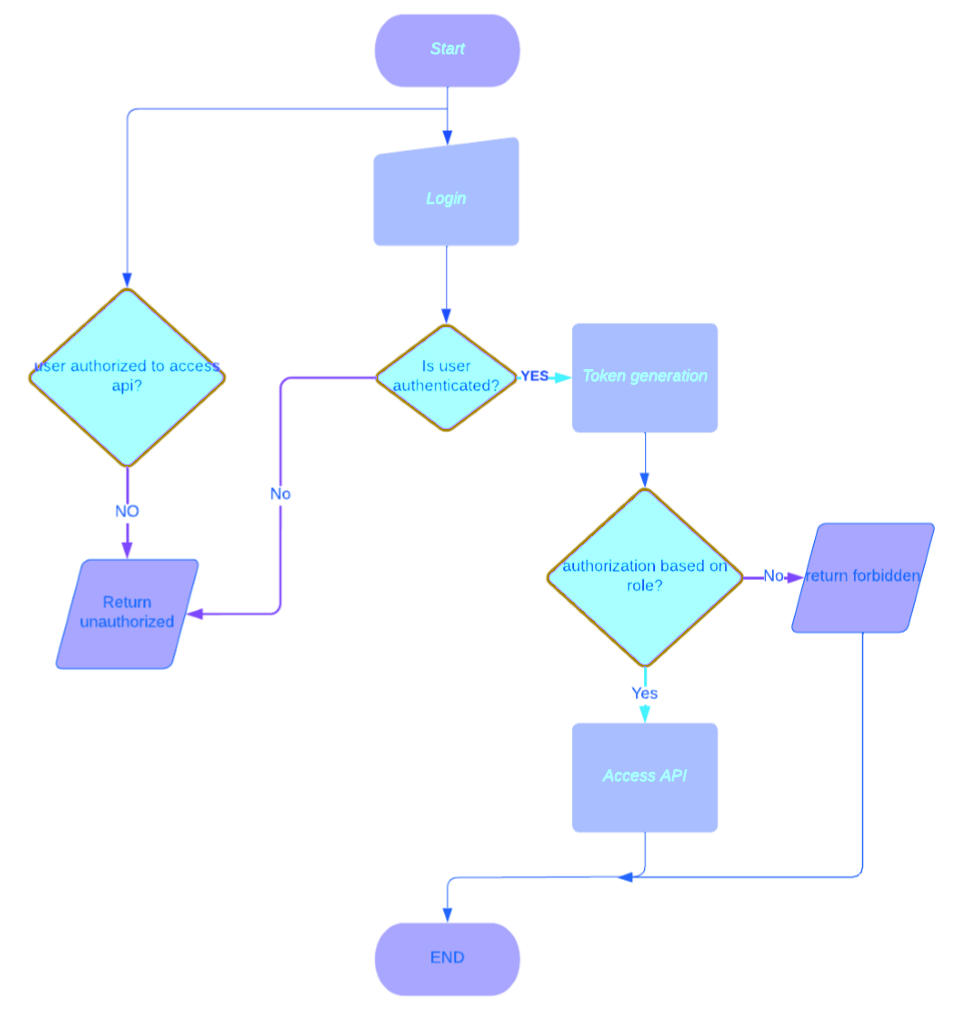 Start
Login
user authorized to access
api?
Is user
authenticated?
YES
Token generation
No
NO
authorization based on
role?
No
return forbidden
Return
unauthorized
Yes
Access API
END